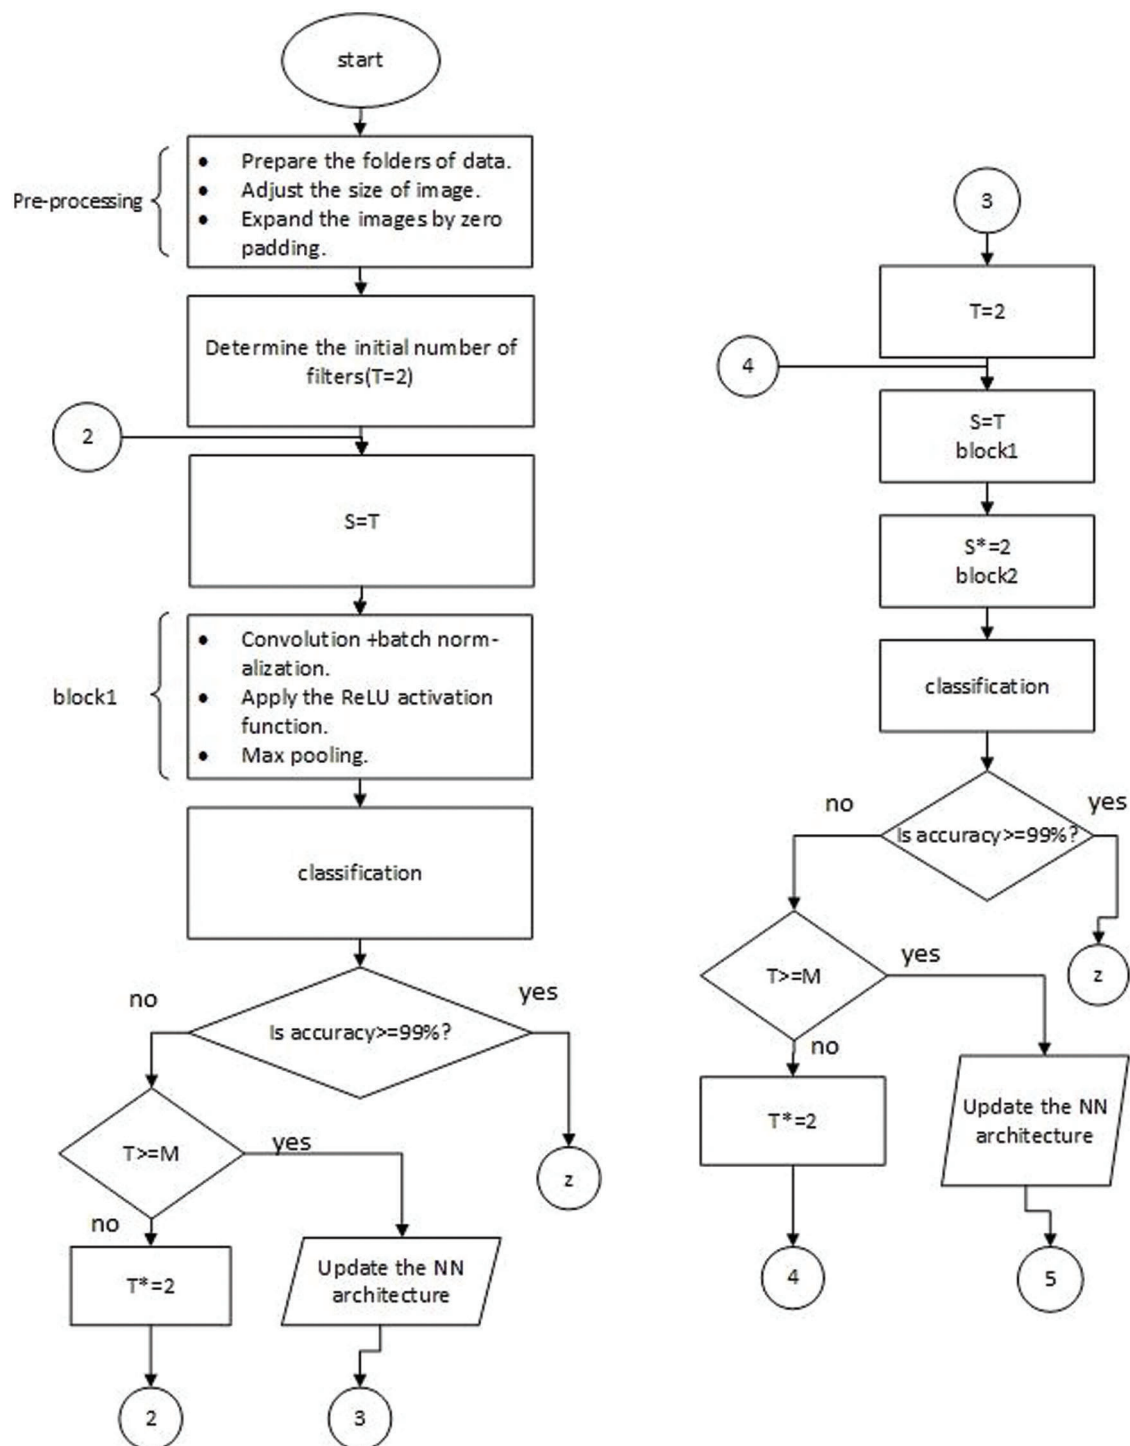 start
Pre-processing
• Prepare the folders of data.
• Adjust the size of image.
• Expand the images by zero
padding.
Determine the initial number of
filters(T=2)
2
S=T
block1
• Convolution +batch norm-
alization.
• Apply the ReLU activation
function.
• Max pooling.
classification
no
yes
Is accuracy>=99%?
T>=M
yes
z
no
T*=2
Update the NN
architecture
2
3
3
T=2
4
S=T
block1
S*=2
block2
classification
no
yes
Is accuracy>=99%?
T>=M
yes
z
no
T*=2
Update the NN
architecture
4
5